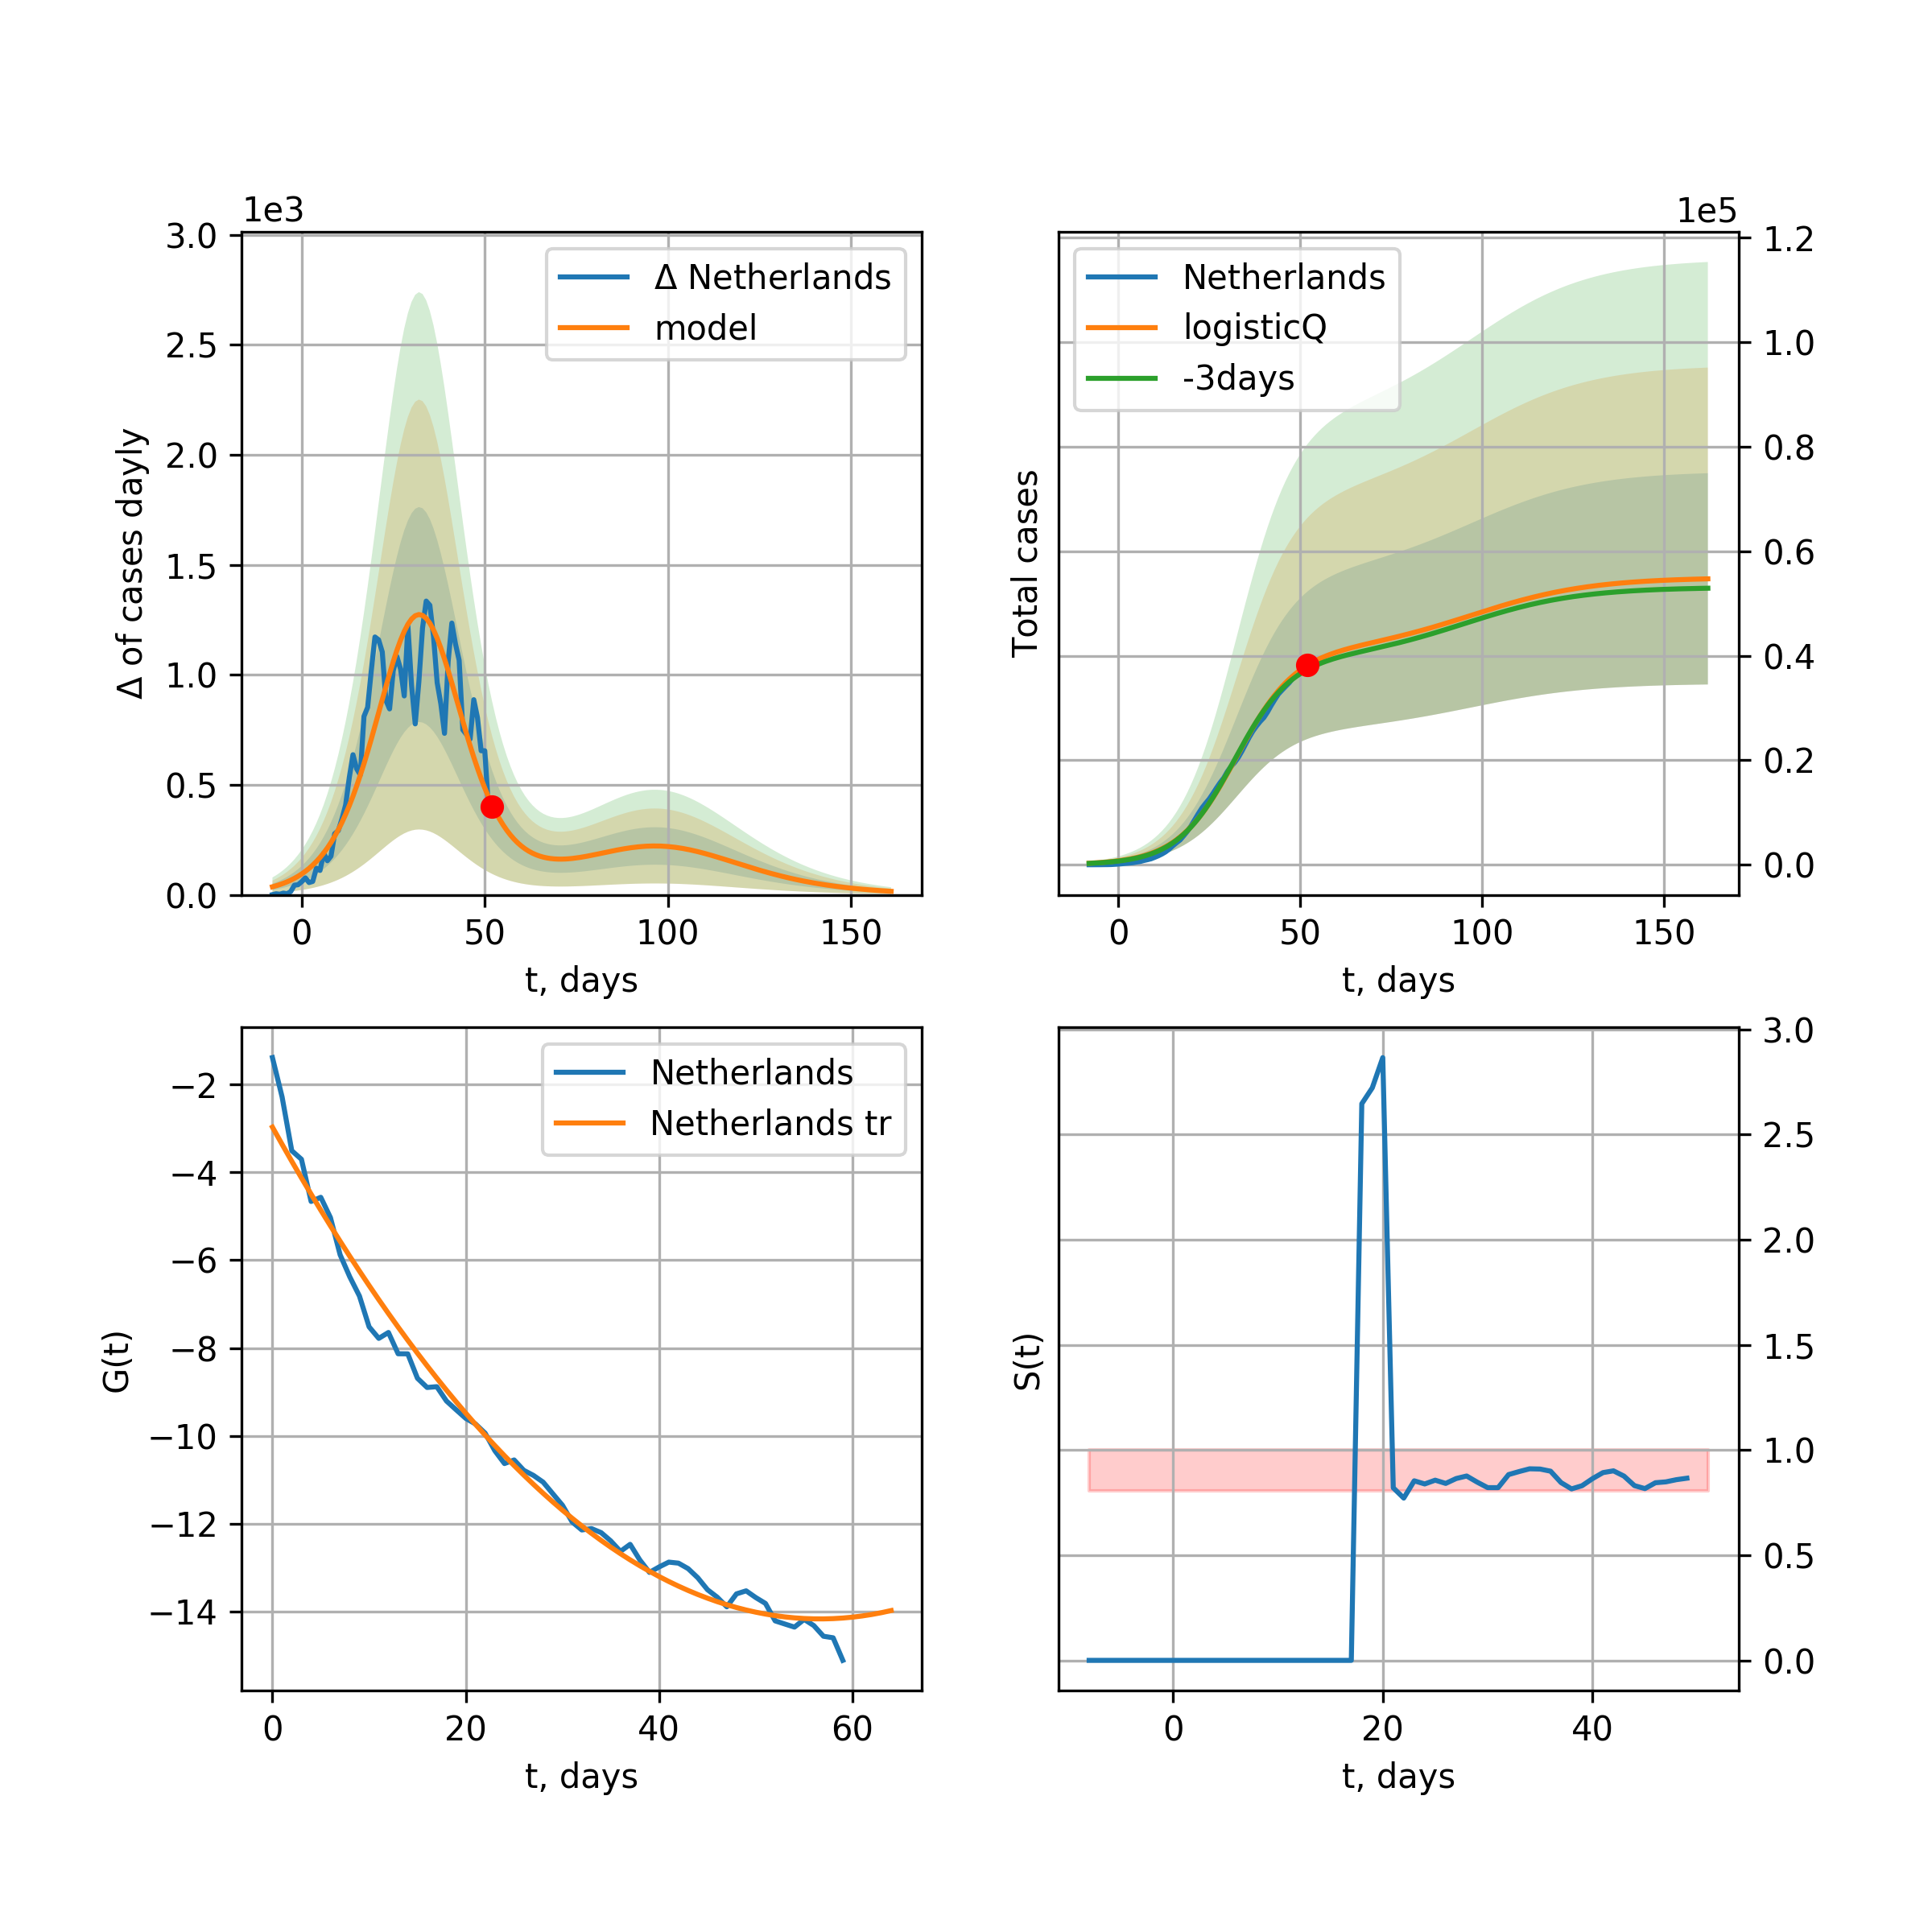 1e3
3.0
2.5
2.0
1.5
1.0
0.5
0.0
Δ of cases dayly
Δ Netherlands
model
0 50 100 150
t, days
1e5
1.2
1.0
0.8
0.6
0.4
0.2
0.0
Total cases
Netherlands
logisticQ
-3days
0 50 100 150
t, days
−2
−4
−6
−8
−10
−12
−14
G(t)
Netherlands
Netherlands tr
0 20 40 60
t, days
3.0
2.5
2.0
1.5
1.0
0.5
0.0
S(t)
0 20 40
t, days